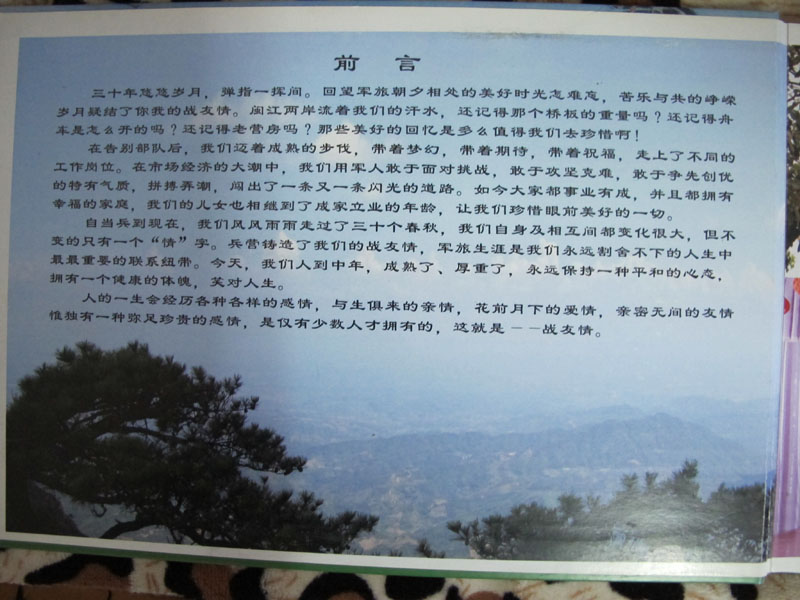 前言
三十年悠悠岁月，弹指一挥间。回望军旅朝夕相处的美好时光怎难忘，苦乐与共的峥嵘
岁月凝结了你我的战友情。闽江两岸流着我们的汗水，还记得那个桥板的重量吗？还记得舟
车是怎么开的吗？还记得老营房吗？那些美好的回忆是多么值得我们去珍惜啊！
在告别部队后，我们迈着成熟的步伐，带着梦幻，带着期待，带着祝福，走上了不同的
工作岗位。在市场经济的大潮中，我们用军人敢于面对挑战，敢于攻坚克难，敢于争先创优
的特有气质，拼搏弄潮，闯出了一条又一条闪光的道路。如今大家都事业有成，并且都拥有
幸福的家庭，我们的儿女也相继到了成家立业的年龄，让我们珍惜眼前美好的一切。
自当兵到现在，我们风风雨雨走过了三十个春秋，我们自身及相互间都变化很大，但不
变的只有一个“情”字。兵营铸造了我们的战友情，军旅生涯是我们永远割舍不下的人生中
最最重要的联系纽带。今天，我们人到中年，成熟了、厚重了，永远保持一种平和的心态，
拥有一个健康的体魄，笑对人生。
人的一生会经历各种各样的感情，与生俱来的亲情，花前月下的爱情，亲密无间的友情
惟独有一种弥足珍贵的感情，是仅有少数人才拥有的，这就是——战友情。